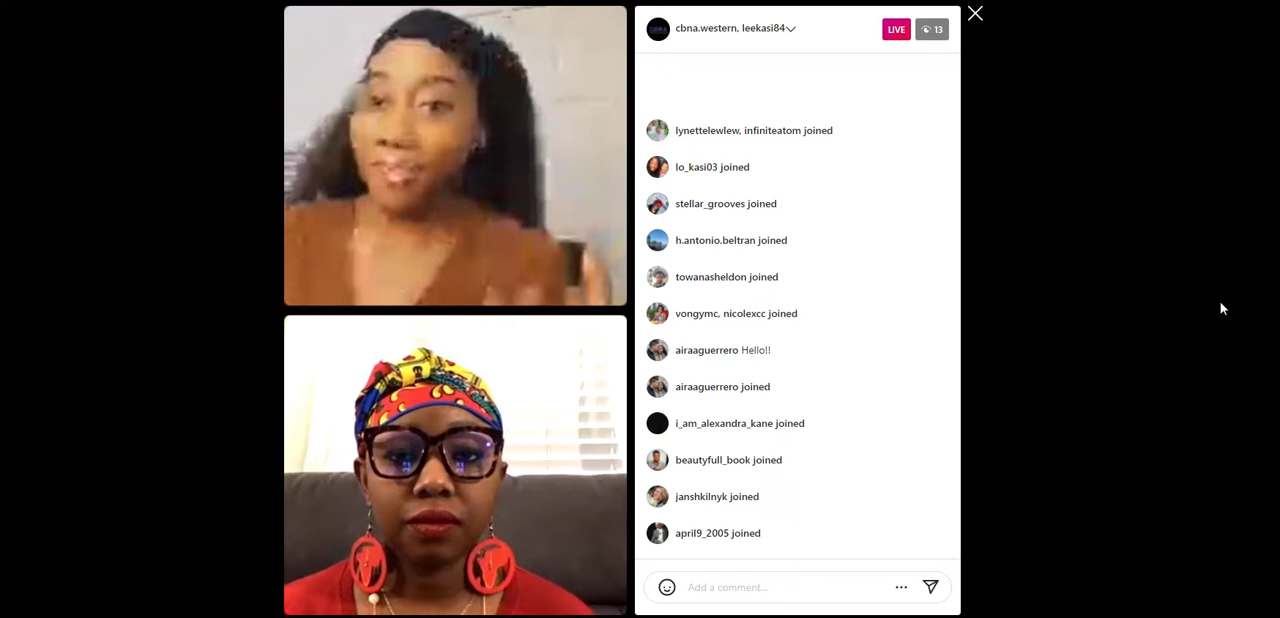 cbna.western, leekasi84
LIVE
13
lynettelewlew, infiniteatom joined
lo_kasi03 joined
stellar_grooves joined
h.antonio.beltran joined
towanasheldon joined
vongymc, nicolexcc joined
airaaguerrero Hello!!
airaaguerrero joined
i_am_alexandra_kane joined
beautyfull_book joined
janshkilnyk joined
april9_2005 joined
Add a comment...